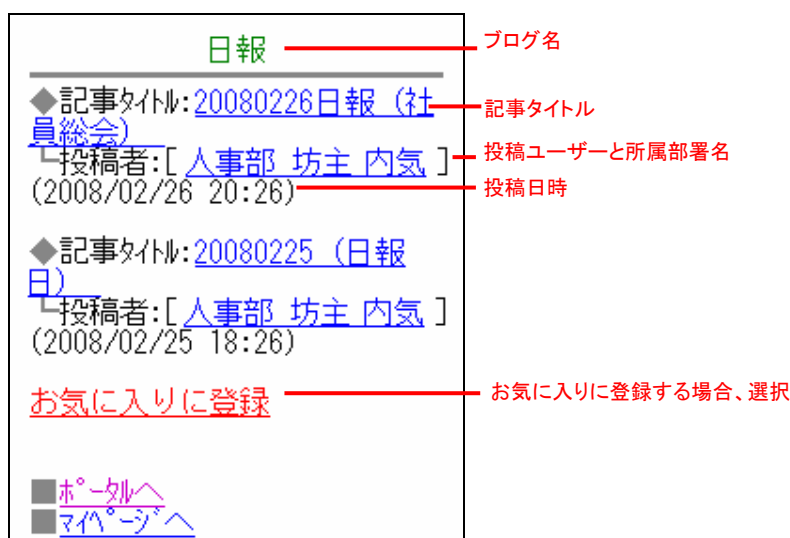 日報
ブログ名
◆記事ﾀｲﾄﾙ:20080226日報（社
員総会）
記事タイトル
└投稿者:[ 人事部 坊主 内気 ]
投稿ユーザーと所属部署名
(2008/02/26 20:26)
投稿日時
◆記事ﾀｲﾄﾙ:20080225（日報
日）
└投稿者:[ 人事部 坊主 内気 ]
(2008/02/25 18:26)
お気に入りに登録
お気に入りに登録する場合、選択
■ﾎﾟｰﾀﾙへ
■ﾏｲﾍﾟｰｼﾞへ